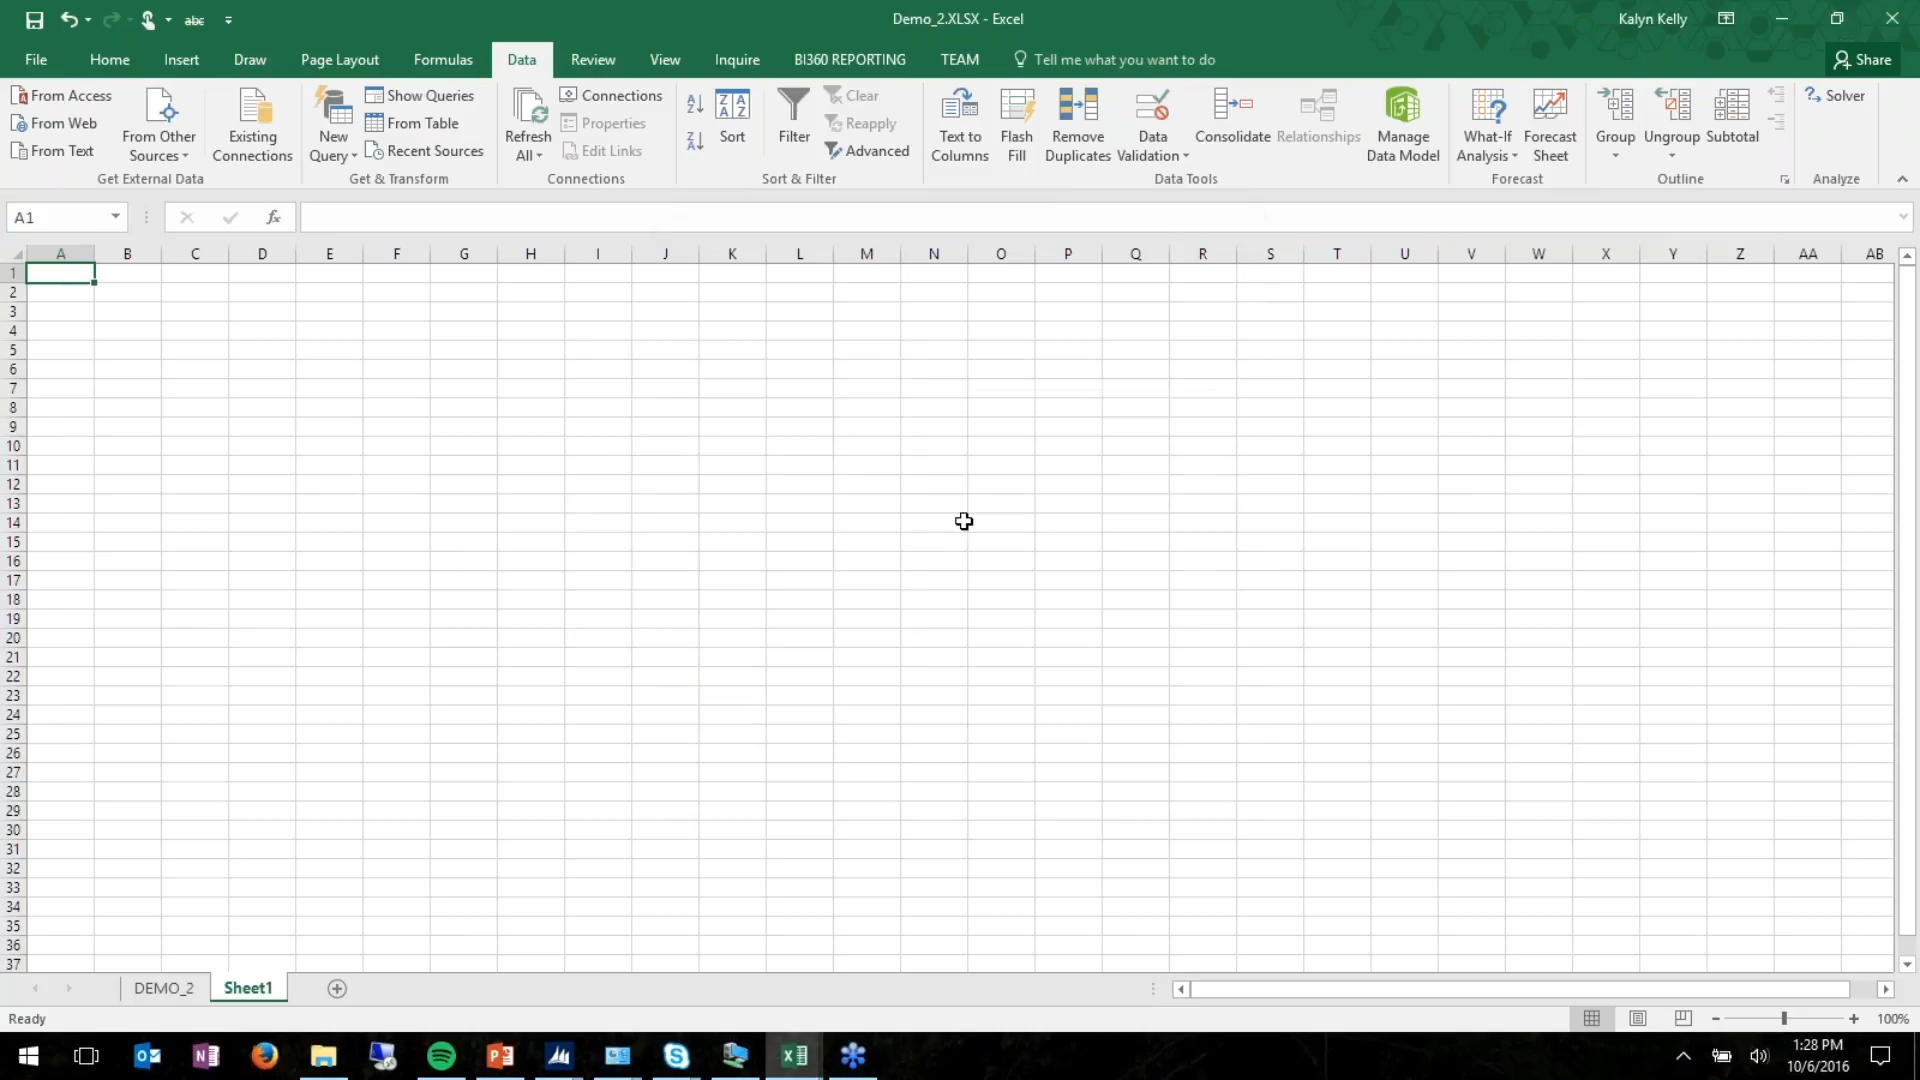 abc
Demo_2.XLSX - Excel
Kalyn Kelly
File Home Insert Draw Page Layout Formulas Data Review View Inquire BI360 REPORTING TEAM Tell me what you want to do Share
From Access
From Web
From Text
From Other
Sources
Existing
Connections
Get External Data
New
Query
Show Queries
From Table
Recent Sources
Get & Transform
Refresh
All
Connections
Properties
Edit Links
Connections
A Z
Z A
Z A
A Z
Sort
Filter
Clear
Reapply
Advanced
Sort & Filter
Text to
Columns
Flash
Fill
Remove
Duplicates
Data
Validation
Consolidate
Relationships
Manage
Data Model
Data Tools
What-If
Analysis
Forecast
Sheet
Forecast
Group
Ungroup
Subtotal
Outline
Solver
Analyze
A1
fx
A B C D E F G H I J K L M N O P Q R S T U V W X Y Z AA AB
1
2
3
4
5
6
7
8
9
10
11
12
13
14
15
16
17
18
19
20
21
22
23
24
25
26
27
28
29
30
31
32
33
34
35
36
37
DEMO_2 Sheet1
Ready
100%
1:28 PM
10/6/2016